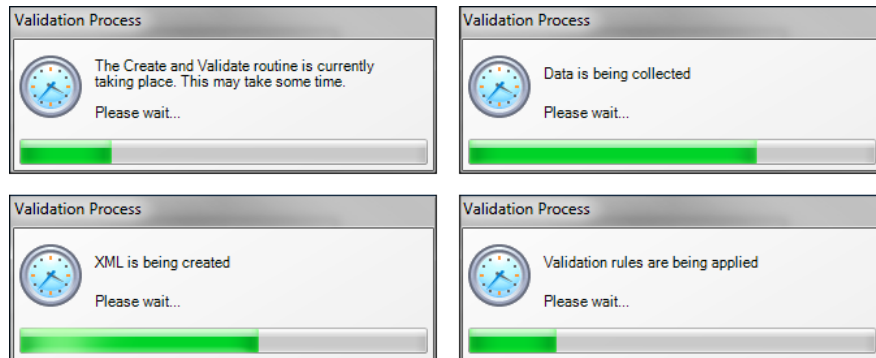 Validation Process
The Create and Validate routine is currently
taking place. This may take some time.
Please wait...
Validation Process
Data is being collected
Please wait...
Validation Process
XML is being created
Please wait...
Validation Process
Validation rules are being applied
Please wait...